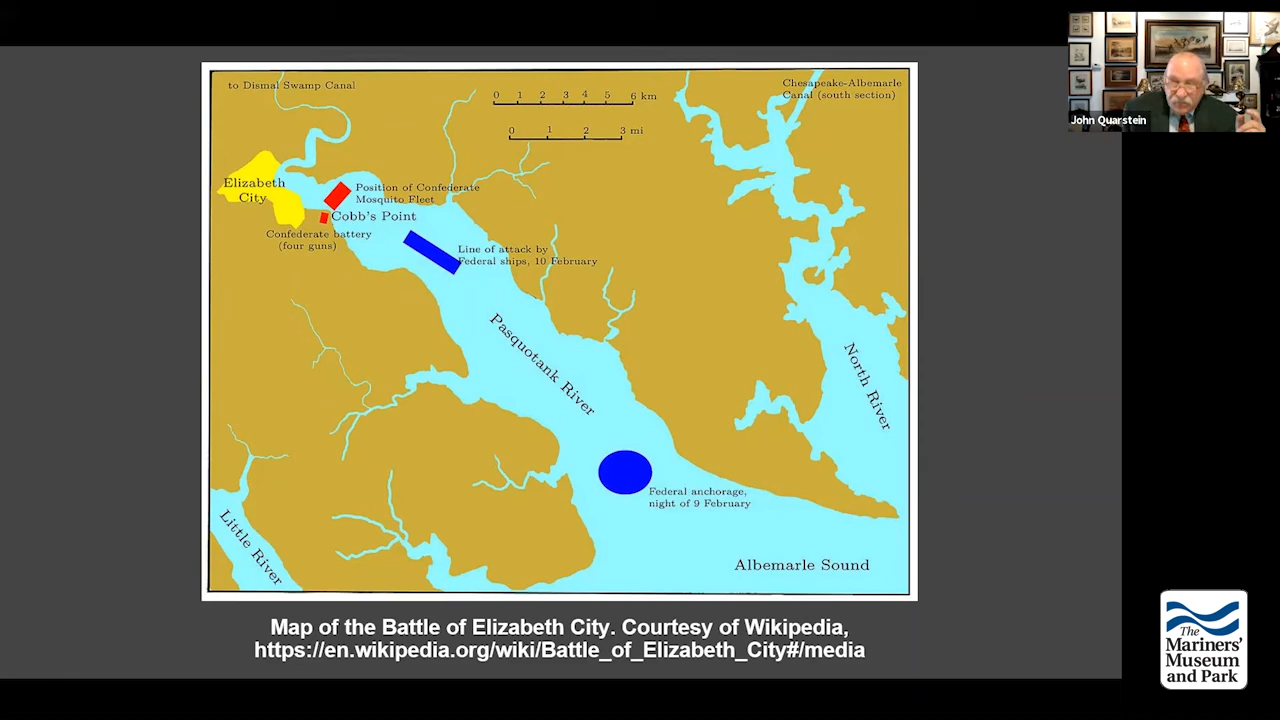 to Dismal Swamp Canal
0 1 2 3 4 5 6 km
0 1 2 3 mi
Chesapeake-Albemarle
Canal (south section)
John Quarstein
Elizabeth
City
Position of Confederate
Mosquito Fleet
Cobb's Point
Confederate battery
(four guns)
Line of attack by
Federal ships, 10 February
Pasquotank River
North River
Federal anchorage,
night of 9 February
Little River
Albemarle Sound
Map of the Battle of Elizabeth City. Courtesy of Wikipedia,
https://en.wikipedia.org/wiki/Battle_of_Elizabeth_City#/media
The
Mariners'
Museum
and Park